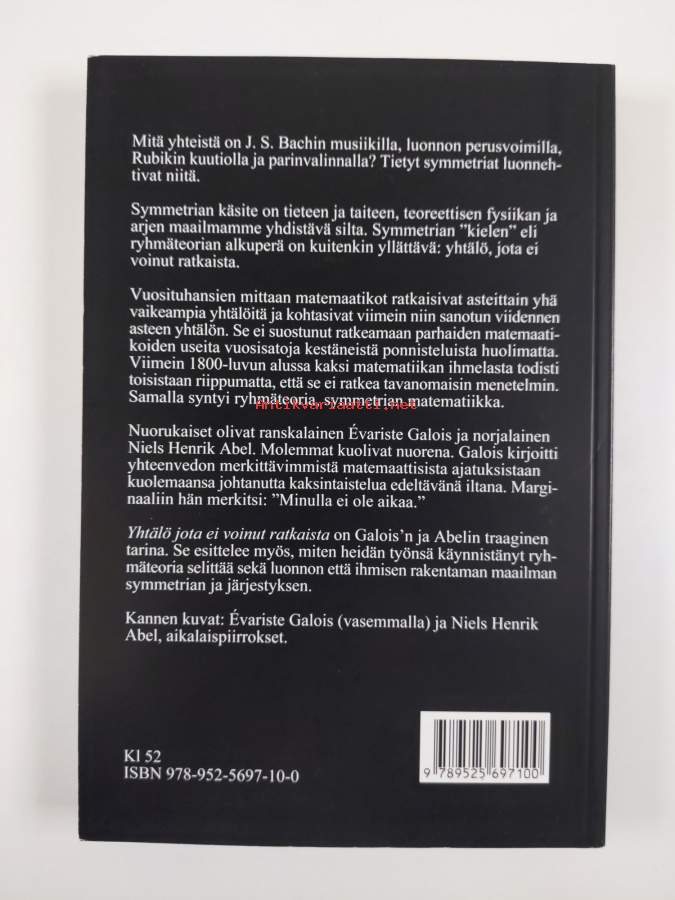 Mitä yhteistä on J. S. Bachin musiikilla, luonnon perusvoimilla,
Rubikin kuutiolla ja parinvalinnalla? Tietyt symmetriat luonneh-
tivat niitä.
Symmetrian käsite on tieteen ja taiteen, teoreettisen fysiikan ja
arjen maailmamme yhdistävä silta. Symmetrian ”kielen” eli
ryhmäteorian alkuperä on kuitenkin yllättävä: yhtälö, jota ei
voinut ratkaista.
Vuosituhansien mittaan matemaatikot ratkaisivat asteittain yhä
vaikeampia yhtälöitä ja kohtasivat viimein niin sanotun viidennen
asteen yhtälön. Se ei suostunut ratkeamaan parhaiden matemaati-
koiden useita vuosisatoja kestäneistä ponnisteluista huolimatta.
Viimein 1800-luvun alussa kaksi matematiikan ihmelasta todisti
toisistaan riippumatta, että se ei ratkea tavanomaisin menetelmin.
Samalla syntyi ryhmäteoria, symmetrian matematiikka.
Antikvariaatti.net
Nuorukaiset olivat ranskalainen Évariste Galois ja norjalainen
Niels Henrik Abel. Molemmat kuolivat nuorena. Galois kirjoitti
yhteenvedon merkittävimmistä matemaattisista ajatuksistaan
kuolemaansa johtanutta kaksintaistelua edeltävänä iltana. Margi-
naaliin hän merkitsi: ”Minulla ei ole aikaa.”
Yhtälö jota ei voinut ratkaista on Galois’n ja Abelin traaginen
tarina. Se esittelee myös, miten heidän työnsä käynnistänyt ryh-
mäteoria selittää sekä luonnon että ihmisen rakentaman maailman
symmetrian ja järjestyksen.
Kannen kuvat: Évariste Galois (vasemmalla) ja Niels Henrik
Abel, aikalaispiirrokset.
Kl 52
ISBN 978-952-5697-10-0
9 789525 697100